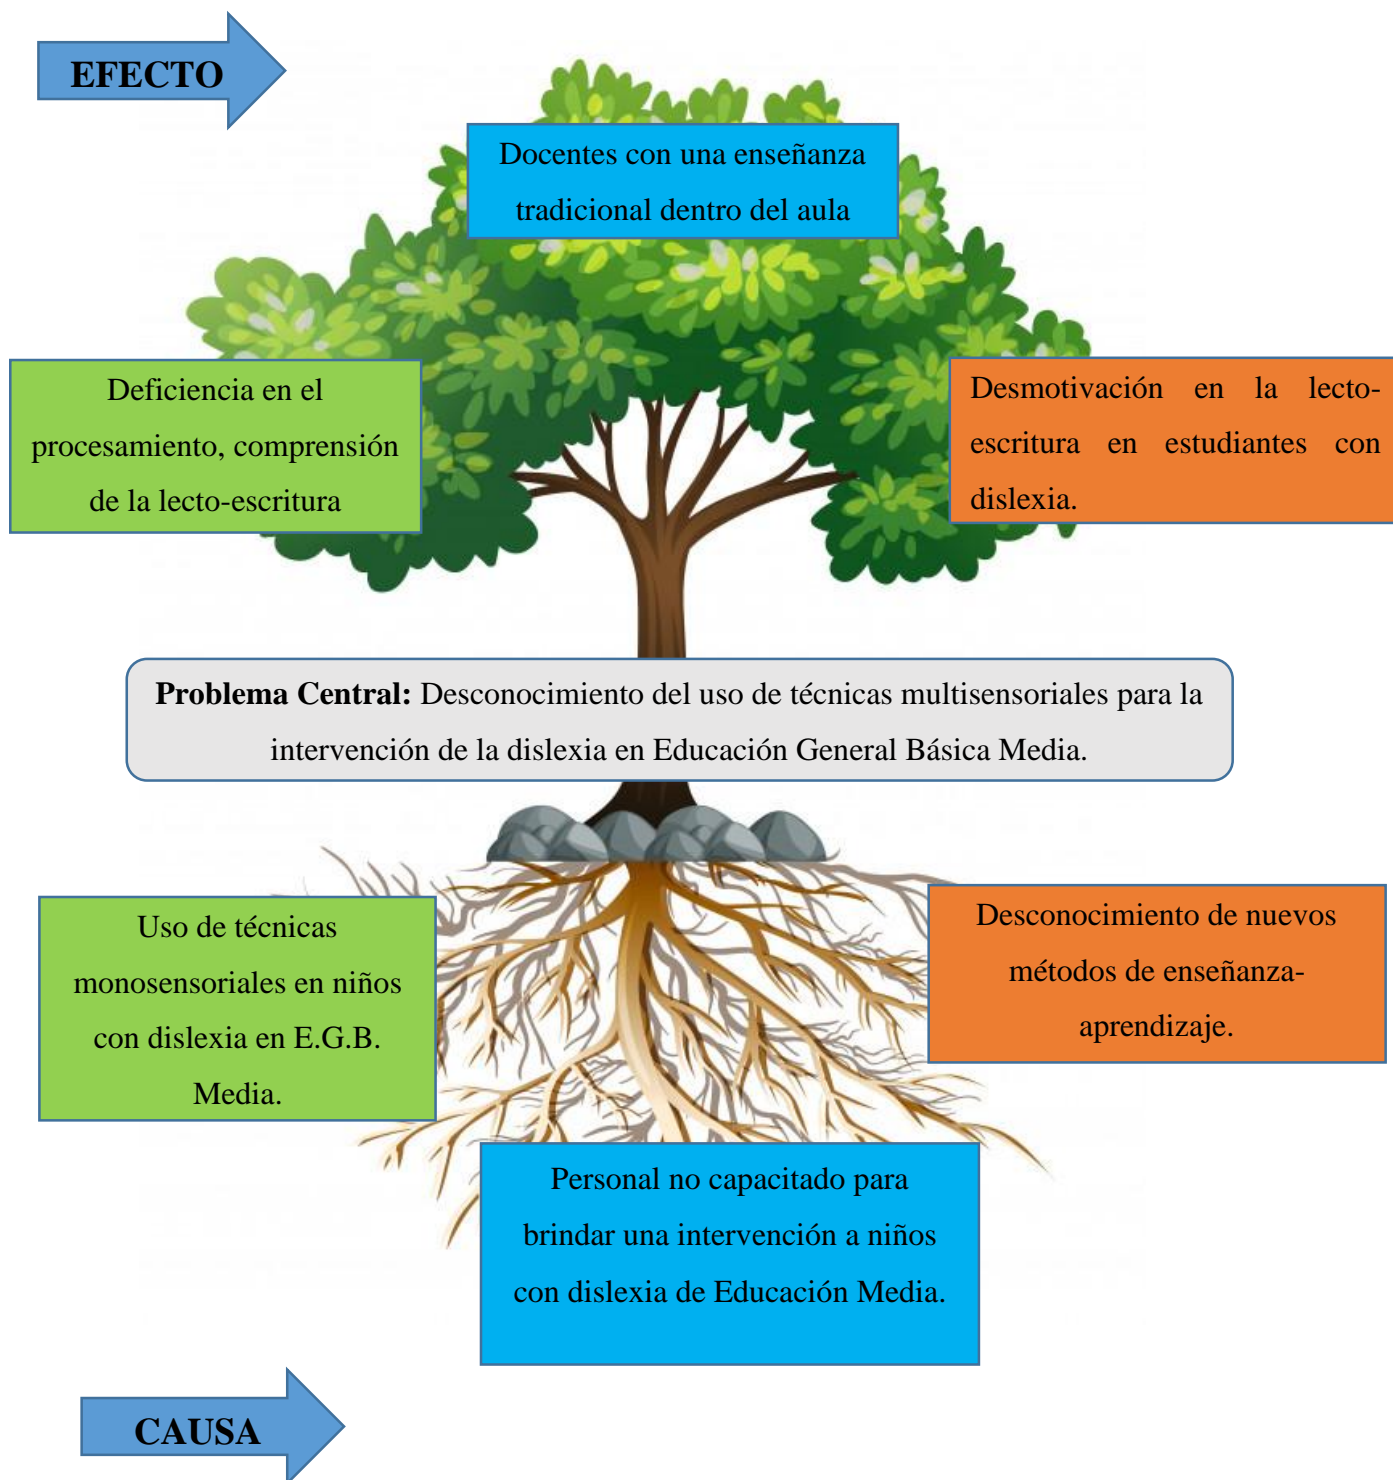 EFECTO
Docentes con una enseñanza
tradicional dentro del aula
Deficiencia en el
procesamiento, comprensión
de la lecto-escritura
Desmotivación en la lecto-
escritura en estudiantes con
dislexia.
Problema Central: Desconocimiento del uso de técnicas multisensoriales para la
intervención de la dislexia en Educación General Básica Media.
Uso de técnicas
monosensoriales en niños
con dislexia en E.G.B.
Media.
Desconocimiento de nuevos
métodos de enseñanza-
aprendizaje.
Personal no capacitado para
brindar una intervención a niños
con dislexia de Educación Media.
CAUSA